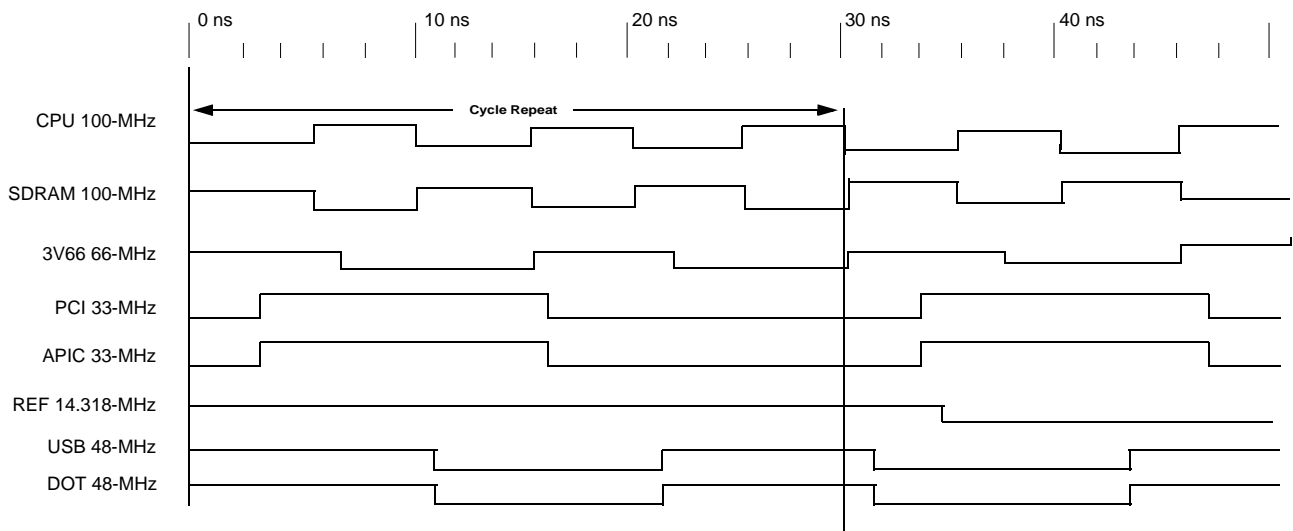 0 ns 10 ns 20 ns 30 ns 40 ns
Cycle Repeat
CPU 100-MHz
SDRAM 100-MHz
3V66 66-MHz
PCI 33-MHz
APIC 33-MHz
REF 14.318-MHz
USB 48-MHz
DOT 48-MHz